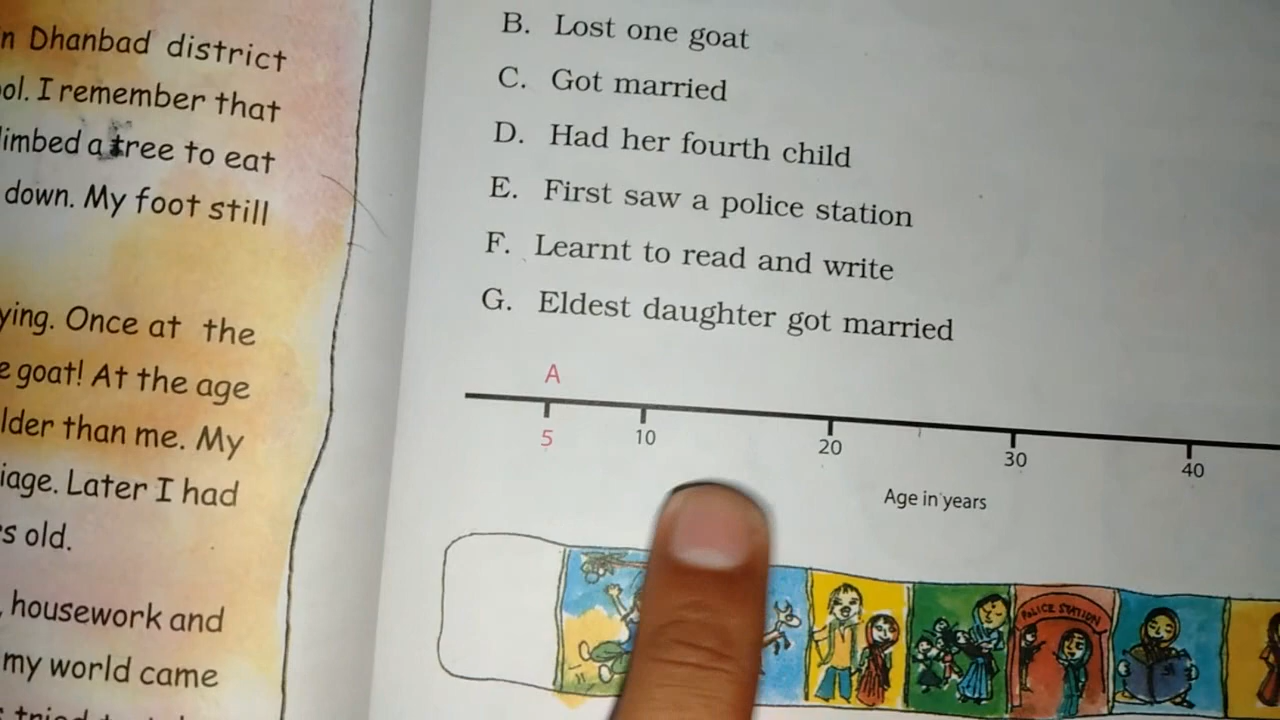 n Dhanbad district
ol. I remember that
limbed a tree to eat
down. My foot still
ying. Once at the
e goat! At the age
lder than me. My
iage. Later I had
s old.
, housework and
my world came
B. Lost one goat
C. Got married
D. Had her fourth child
E. First saw a police station
F. Learnt to read and write
G. Eldest daughter got married
A
5 10 20 30 40
Age in years
POLICE STATION